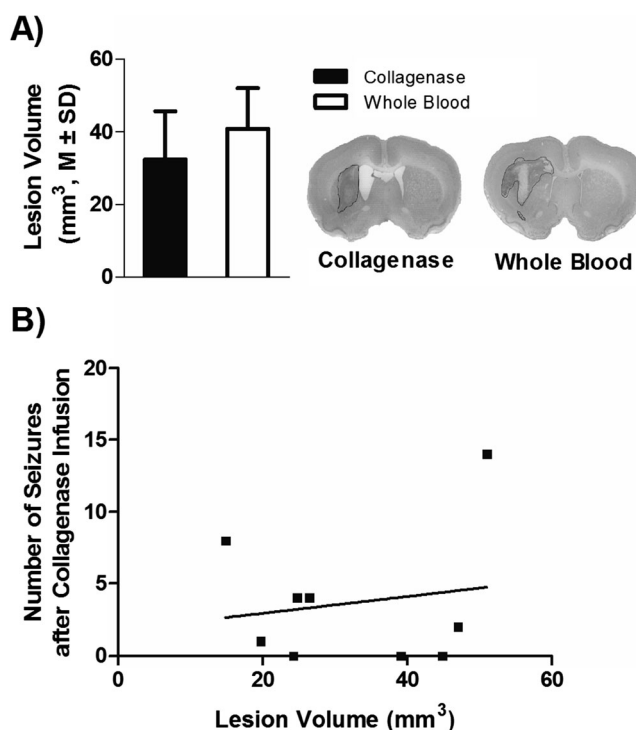 A)
Lesion Volume
(mm³, M ± SD)
60
40
20
0
Collagenase
Whole Blood
Collagenase
Whole Blood
B)
Number of Seizures
after Collagenase Infusion
20
15
10
5
0
0
20
40
60
Lesion Volume (mm³)